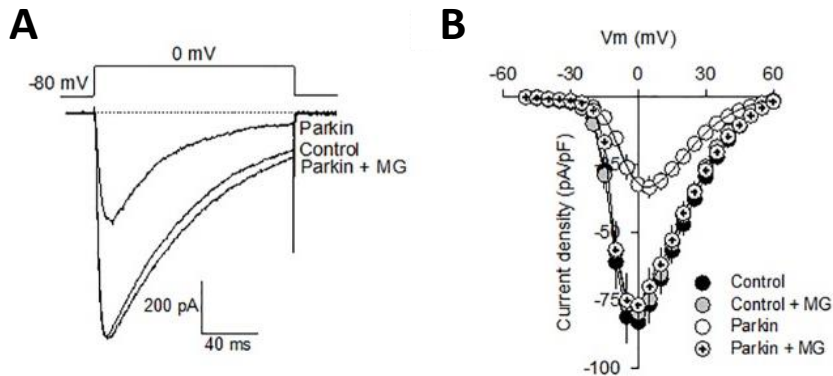 A
0 mV
-80 mV
Parkin
Control
Parkin + MG
200 pA
40 ms
B
Vm (mV)
-60 -30 0 30 60
-50
-75
-100
Current density (pA/pF)
Control
Control + MG
Parkin
Parkin + MG